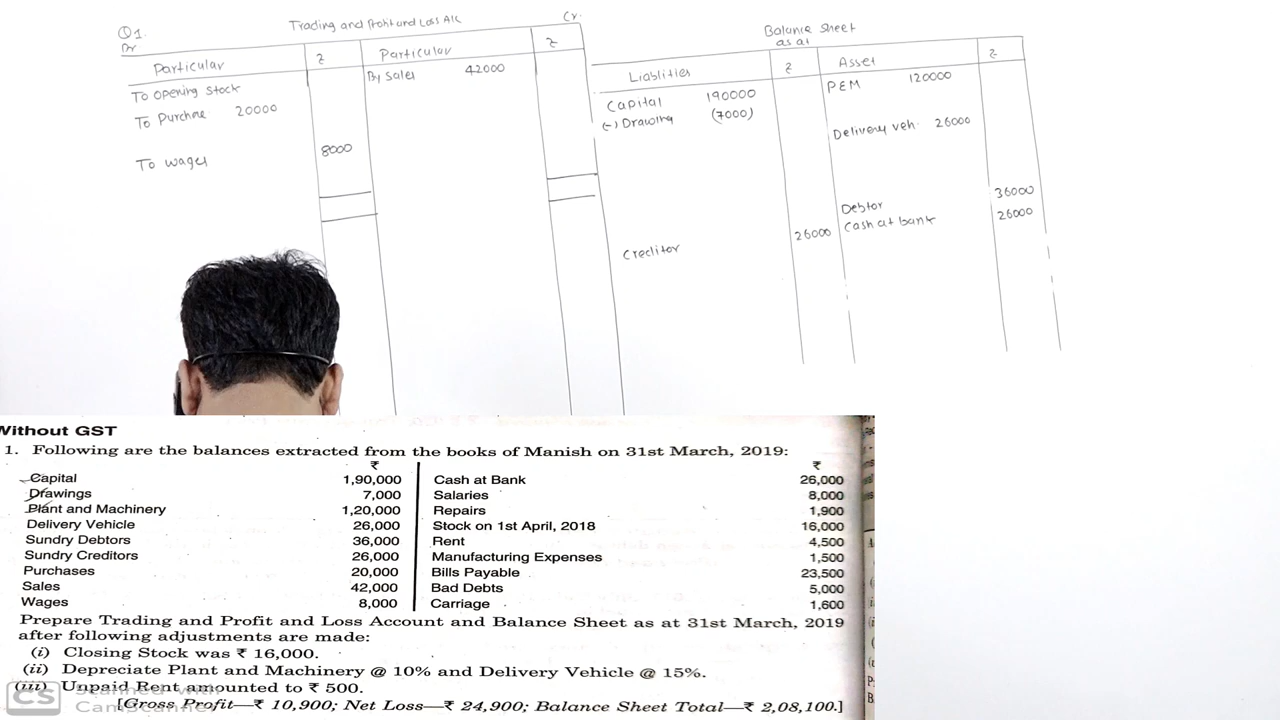 Q1.
Trading and Profit and Loss A/c
Dr
Cr.
Particular ₹ Particular ₹
To opening stock
By Sales 42000
To Purchase 20000
To wages 8000
Balance Sheet
as at
Liablities ₹ Asset ₹
Capital 190000
(-) Drawing (7000)
P&M 120000
Delivery veh. 26000
Debtor 36000
Cash at bank 26000
Creditor 26000
Without GST
1. Following are the balances extracted from the books of Manish on 31st March, 2019:
₹ ₹
Capital 1,90,000 Cash at Bank 26,000
Drawings 7,000 Salaries 8,000
Plant and Machinery 1,20,000 Repairs 1,900
Delivery Vehicle 26,000 Stock on 1st April, 2018 16,000
Sundry Debtors 36,000 Rent 4,500
Sundry Creditors 26,000 Manufacturing Expenses 1,500
Purchases 20,000 Bills Payable 23,500
Sales 42,000 Bad Debts 5,000
Wages 8,000 Carriage 1,600
Prepare Trading and Profit and Loss Account and Balance Sheet as at 31st March, 2019
after following adjustments are made:
(i) Closing Stock was ₹ 16,000.
(ii) Depreciate Plant and Machinery @ 10% and Delivery Vehicle @ 15%.
(iii) Unpaid Rent amounted to ₹ 500.
[Gross Profit—₹ 10,900; Net Loss—₹ 24,900; Balance Sheet Total—₹ 2,08,100.]
CS Scanned with
CamScanner